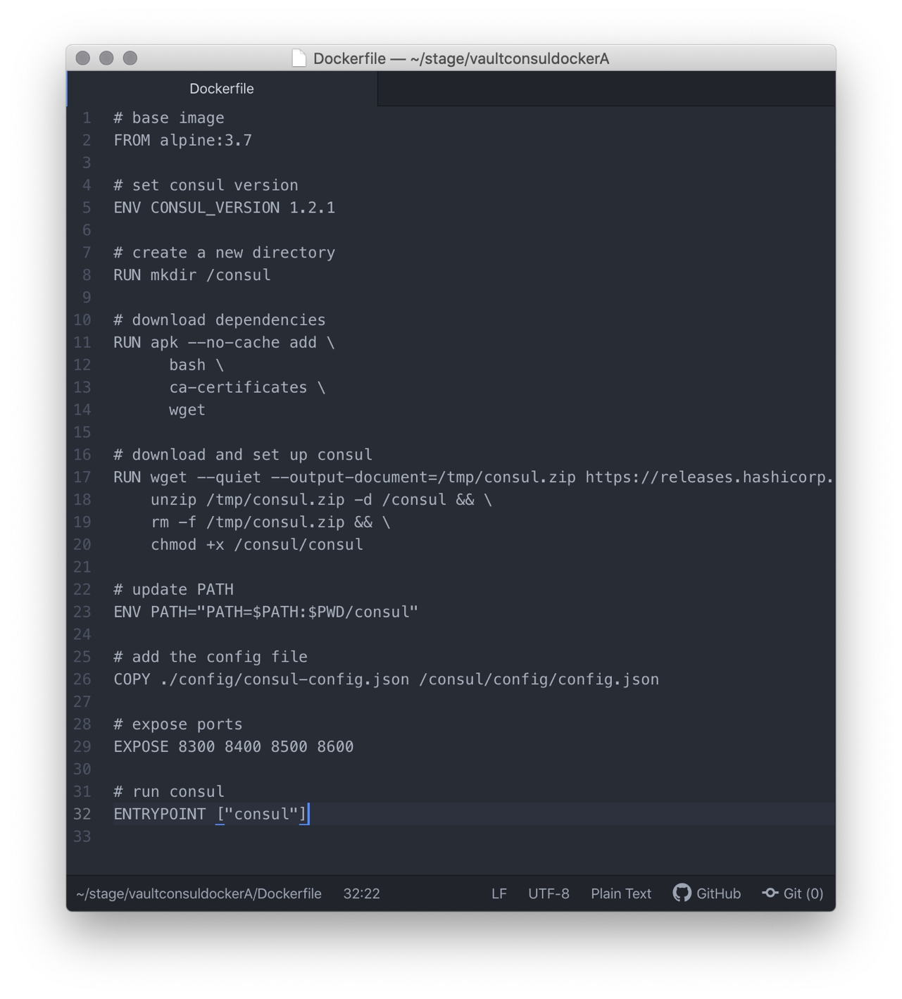 Dockerfile — ~/stage/vaultconsuldockerA
Dockerfile
1 # base image
2 FROM alpine:3.7
3
4 # set consul version
5 ENV CONSUL_VERSION 1.2.1
6
7 # create a new directory
8 RUN mkdir /consul
9
10 # download dependencies
11 RUN apk --no-cache add \
12       bash \
13       ca-certificates \
14       wget
15
16 # download and set up consul
17 RUN wget --quiet --output-document=/tmp/consul.zip https://releases.hashicorp.
18     unzip /tmp/consul.zip -d /consul && \
19     rm -f /tmp/consul.zip && \
20     chmod +x /consul/consul
21
22 # update PATH
23 ENV PATH="PATH=$PATH:$PWD/consul"
24
25 # add the config file
26 COPY ./config/consul-config.json /consul/config/config.json
27
28 # expose ports
29 EXPOSE 8300 8400 8500 8600
30
31 # run consul
32 ENTRYPOINT ["consul"]
33
~/stage/vaultconsuldockerA/Dockerfile 32:22 LF UTF-8 Plain Text GitHub Git (0)